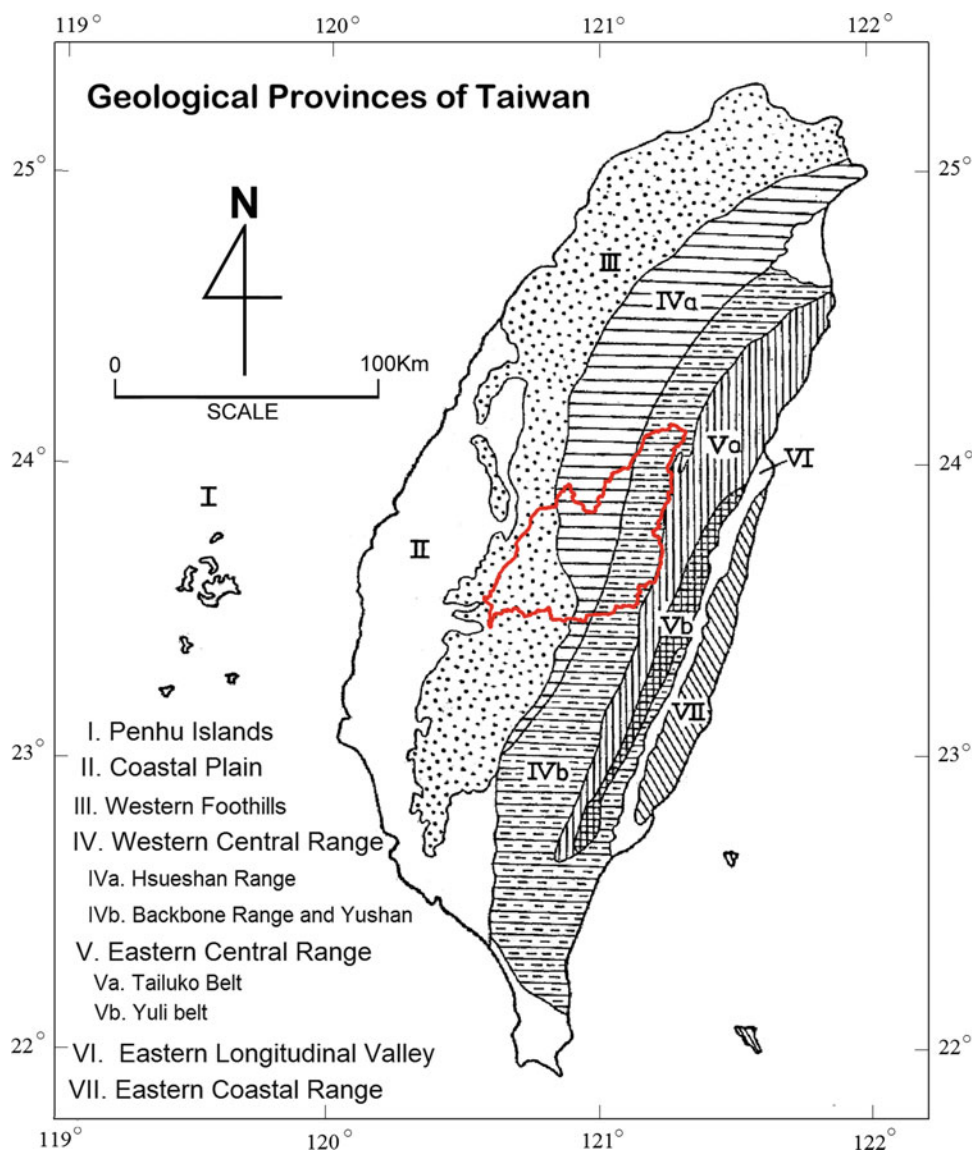 119°
120°
121°
122°
Geological Provinces of Taiwan
25°
25°
N
III
IVa
0
100Km
SCALE
Va
VI
24°
24°
I
II
Vb
VII
I. Penhu Islands
23°
23°
II. Coastal Plain
IVb
III. Western Foothills
IV. Western Central Range
IVa. Hsueshan Range
IVb. Backbone Range and Yushan
V. Eastern Central Range
Va. Tailuko Belt
Vb. Yuli belt
22°
22°
VI. Eastern Longitudinal Valley
VII. Eastern Coastal Range
119°
120°
121°
122°